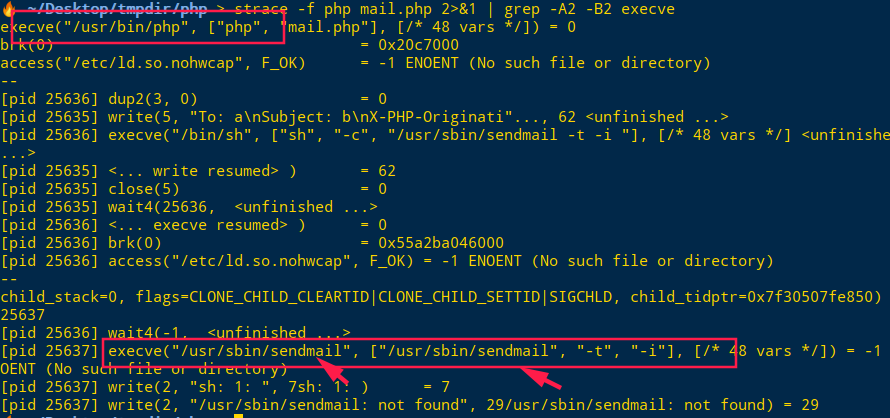 ~/Desktop/tmpdir/php > strace -f php mail.php 2>&1 | grep -A2 -B2 execve
execve("/usr/bin/php", ["php", "mail.php"], [/* 48 vars */]) = 0
brk(0) = 0x20c7000
access("/etc/ld.so.nohwcap", F_OK) = -1 ENOENT (No such file or directory)
--
[pid 25636] dup2(3, 0) = 0
[pid 25635] write(5, "To: a\nSubject: b\nX-PHP-Originati"..., 62 <unfinished ...>
[pid 25636] execve("/bin/sh", ["sh", "-c", "/usr/sbin/sendmail -t -i "], [/* 48 vars */] <unfinished
...>
[pid 25635] <... write resumed> ) = 62
[pid 25635] close(5) = 0
[pid 25635] wait4(25636, <unfinished ...>
[pid 25636] <... execve resumed> ) = 0
[pid 25636] brk(0) = 0x55a2ba046000
[pid 25636] access("/etc/ld.so.nohwcap", F_OK) = -1 ENOENT (No such file or directory)
--
child_stack=0, flags=CLONE_CHILD_CLEARTID|CLONE_CHILD_SETTID|SIGCHLD, child_tidptr=0x7f30507fe850)
25637
[pid 25636] wait4(-1, <unfinished ...>
[pid 25637] execve("/usr/sbin/sendmail", ["/usr/sbin/sendmail", "-t", "-i"], [/* 48 vars */]) = -1
OENT (No such file or directory)
[pid 25637] write(2, "sh: 1: ", 7sh: 1: ) = 7
[pid 25637] write(2, "/usr/sbin/sendmail: not found", 29/usr/sbin/sendmail: not found) = 29